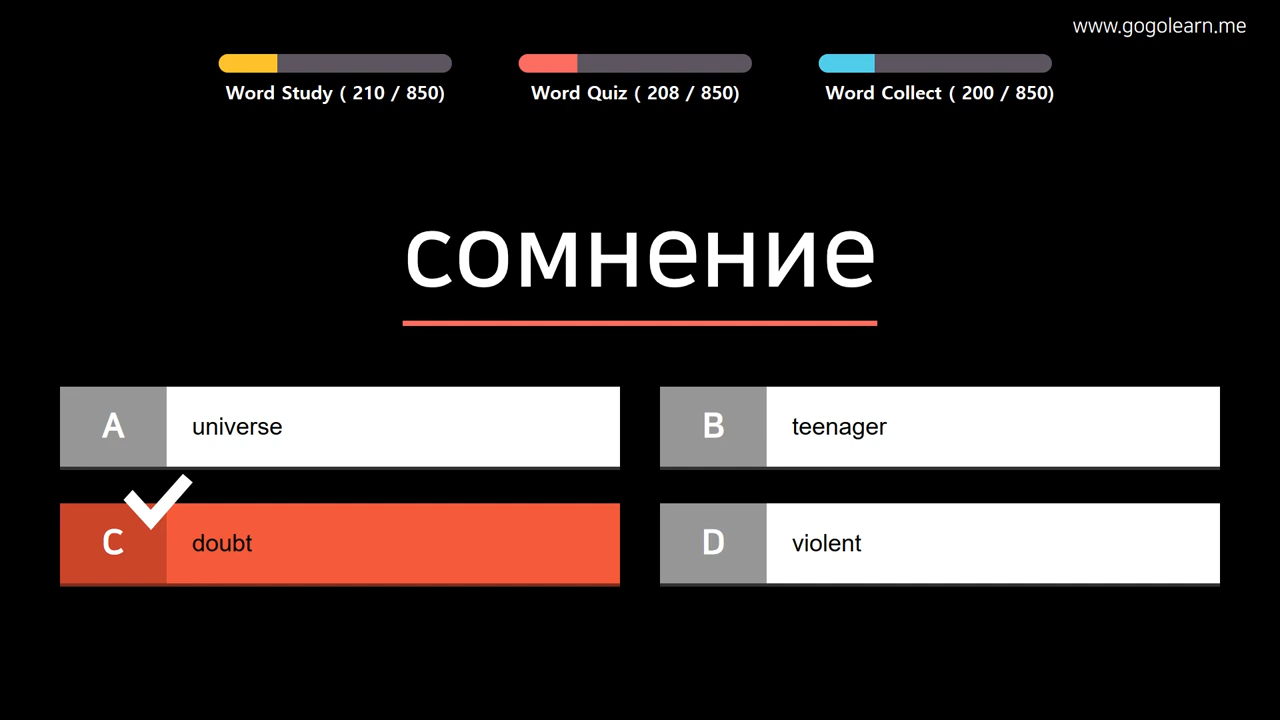 www.gogolearn.me
Word Study ( 210 / 850)
Word Quiz ( 208 / 850)
Word Collect ( 200 / 850)
сомнение
A universe
B teenager
C doubt
D violent